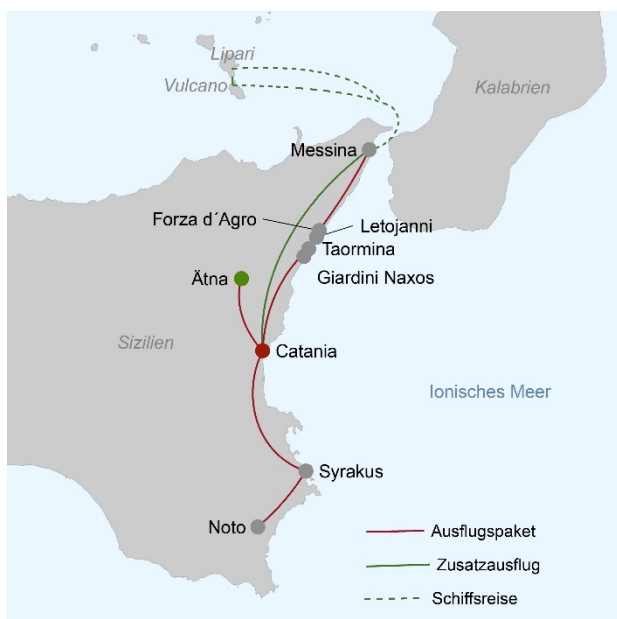 Lipari
Vulcano
Kalabrien
Messina
Forza d´Agro
Letojanni
Taormina
Ätna
Giardini Naxos
Sizilien
Catania
Ionisches Meer
Syrakus
Noto
Ausflugspaket
Zusatzausflug
Schiffsreise